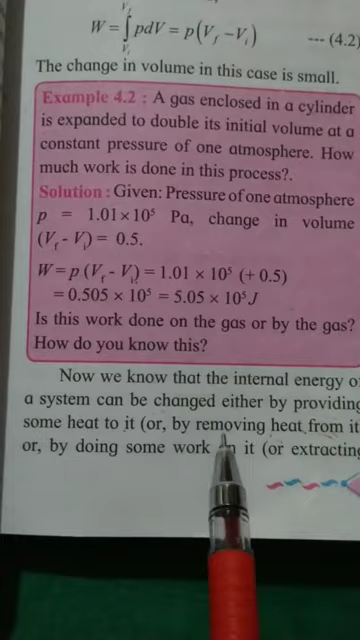 W = ∫ pdV = p(V_f – V_i) --- (4.2)
V_f
V_i
The change in volume in this case is small.
Example 4.2 : A gas enclosed in a cylinder
is expanded to double its initial volume at a
constant pressure of one atmosphere. How
much work is done in this process?.
Solution : Given: Pressure of one atmosphere
p = 1.01×10⁵ Pa, change in volume
(V_f - V_i) = 0.5.
W = p (V_f - V_i) = 1.01 × 10⁵ (+ 0.5)
= 0.505 × 10⁵ = 5.05 × 10⁵ J
Is this work done on the gas or by the gas?
How do you know this?
Now we know that the internal energy o
a system can be changed either by providing
some heat to it (or, by removing heat from it
or, by doing some work it (or extracting